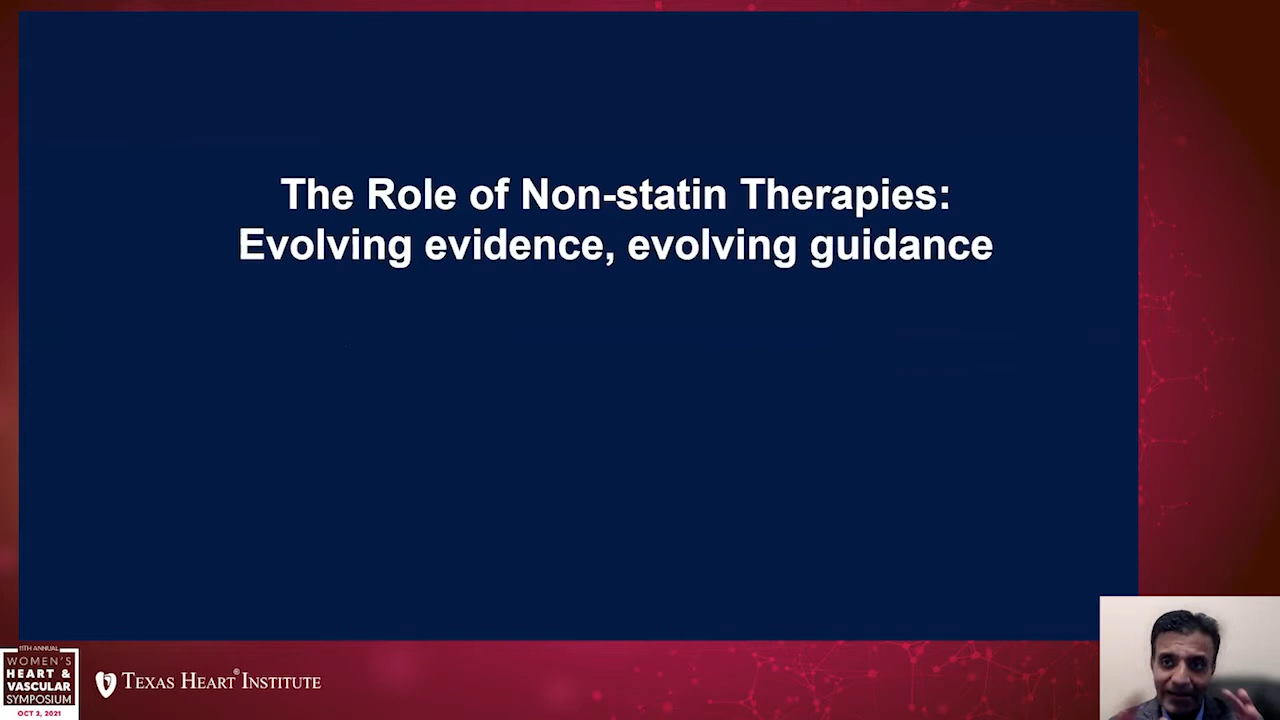 The Role of Non-statin Therapies:
Evolving evidence, evolving guidance
11TH ANNUAL
WOMEN'S
HEART &
VASCULAR
SYMPOSIUM
OCT 2, 2021
TEXAS HEART® INSTITUTE